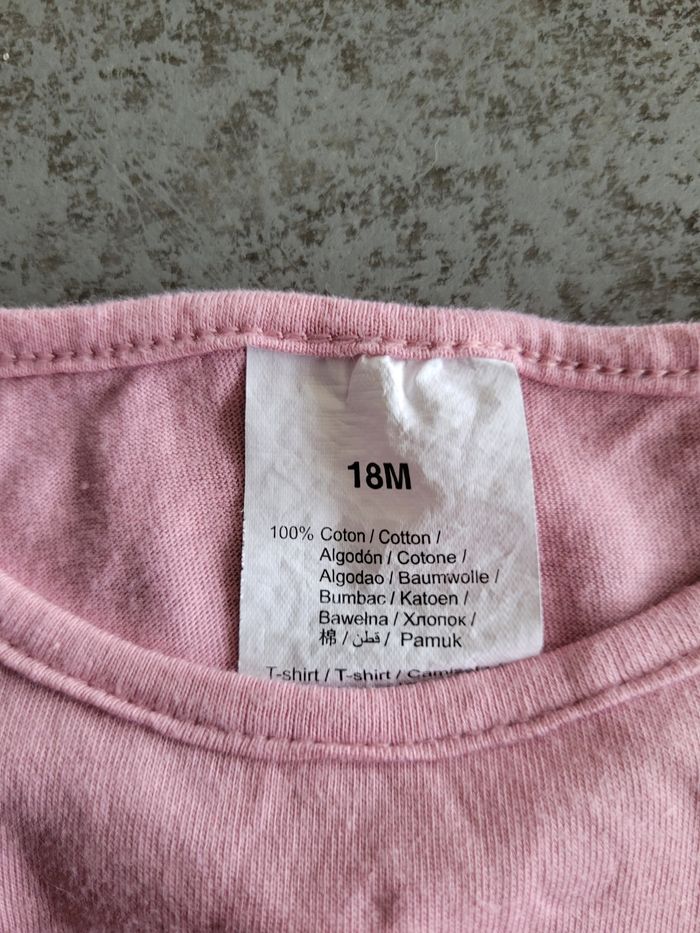 18M
100% Coton / Cotton /
Algodón / Cotone /
Algodao / Baumwolle /
Bumbac / Katoen /
Bawełna / Хлопок /
棉 / قطن / Pamuk
T-shirt / T-shirt /